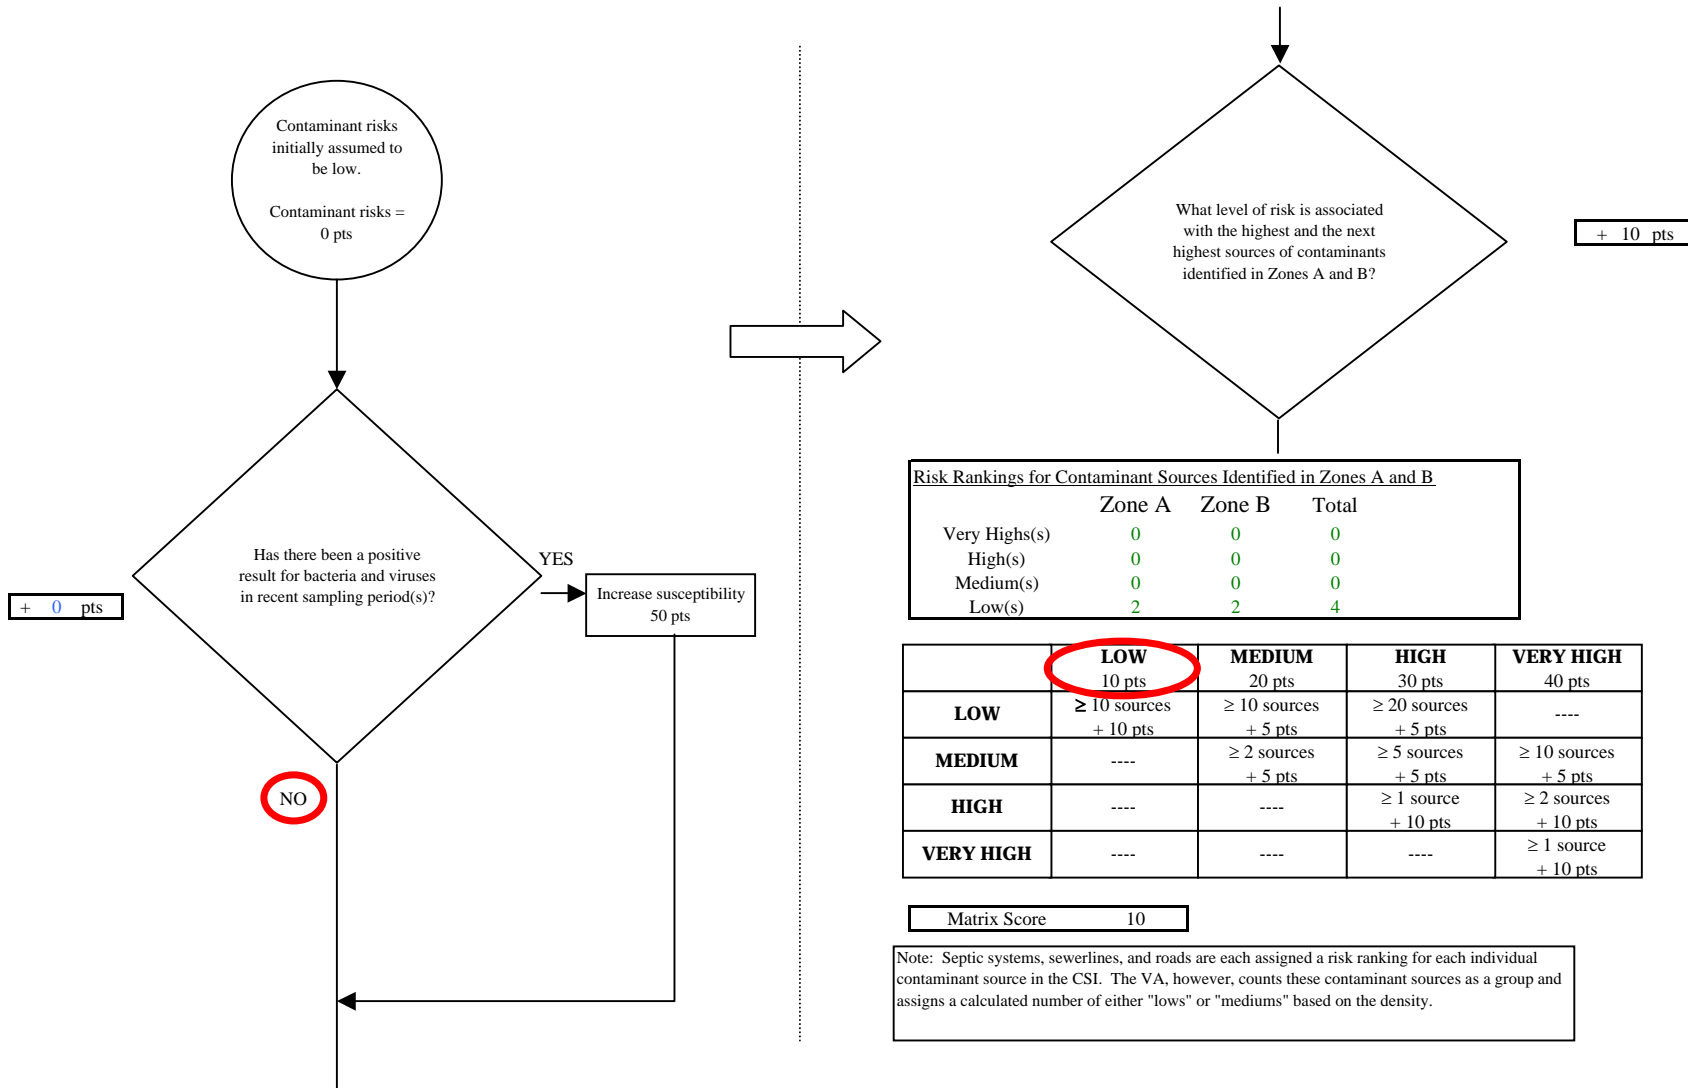 Contaminant risks
initially assumed to
be low.
Contaminant risks =
0 pts
Has there been a positive
result for bacteria and viruses
in recent sampling period(s)?
YES
Increase susceptibility
50 pts
+ 0 pts
NO
What level of risk is associated
with the highest and the next
highest sources of contaminants
identified in Zones A and B?
+ 10 pts
Risk Rankings for Contaminant Sources Identified in Zones A and B
Zone A Zone B Total
Very Highs(s) 0 0 0
High(s) 0 0 0
Medium(s) 0 0 0
Low(s) 2 2 4
LOW MEDIUM HIGH VERY HIGH
10 pts 20 pts 30 pts 40 pts
LOW ≥ 10 sources ≥ 10 sources ≥ 20 sources ----
+ 10 pts + 5 pts + 5 pts
MEDIUM ---- ≥ 2 sources ≥ 5 sources ≥ 10 sources
+ 5 pts + 5 pts + 5 pts
HIGH ---- ---- ≥ 1 source ≥ 2 sources
+ 10 pts + 10 pts
VERY HIGH ---- ---- ---- ≥ 1 source
+ 10 pts
Matrix Score 10
Note: Septic systems, sewerlines, and roads are each assigned a risk ranking for each individual
contaminant source in the CSI. The VA, however, counts these contaminant sources as a group and
assigns a calculated number of either "lows" or "mediums" based on the density.